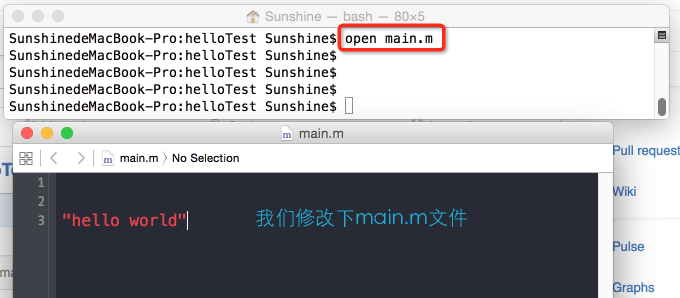 Sunshine — bash — 80×5
SunshinedeMacBook-Pro:helloTest Sunshine$ open main.m
SunshinedeMacBook-Pro:helloTest Sunshine$
SunshinedeMacBook-Pro:helloTest Sunshine$
SunshinedeMacBook-Pro:helloTest Sunshine$
SunshinedeMacBook-Pro:helloTest Sunshine$
main.m
main.m 〉No Selection
1
2
3 "hello world" 我们修改下main.m文件
Pull request
Wiki
Pulse
Graphs